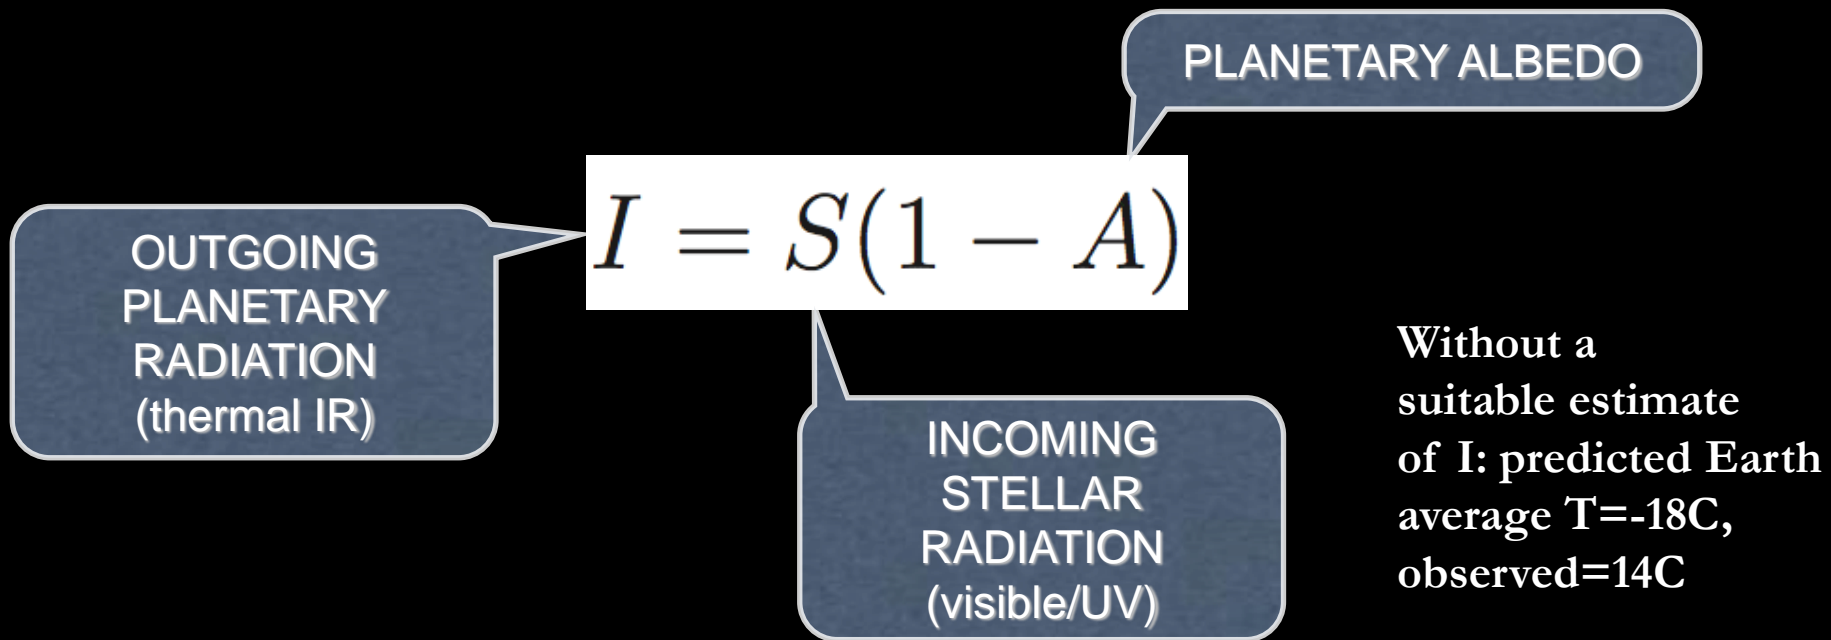 PLANETARY ALBEDO
I = S(1 − A)
OUTGOING
PLANETARY
RADIATION
(thermal IR)
INCOMING
STELLAR
RADIATION
(visible/UV)
Without a
suitable estimate
of I: predicted Earth
average T=-18C,
observed=14C